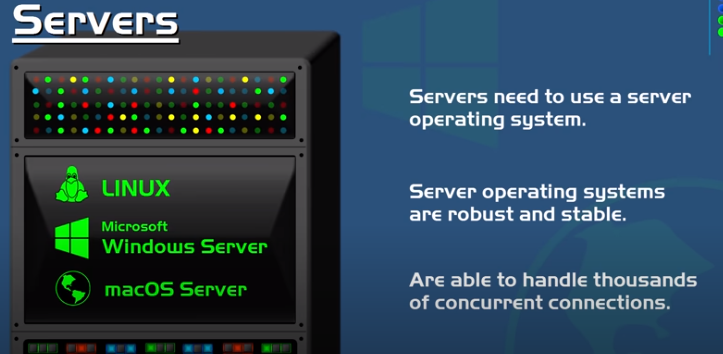 Servers
LINUX
Microsoft
Windows Server
macOS Server
Servers need to use a server
operating system.
Server operating systems
are robust and stable.
Are able to handle thousands
of concurrent connections.